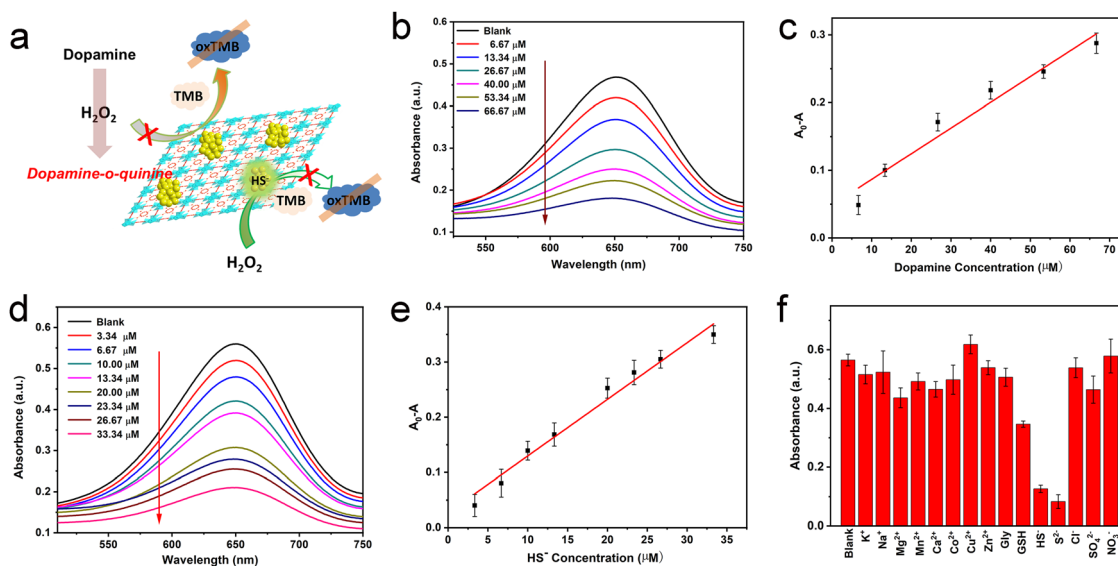 a
Dopamine
H₂O₂
Dopamine-o-quinine
oxTMB
TMB
X
HS⁻
X
TMB
oxTMB
H₂O₂
b
Absorbance (a.u.)
0.5
0.4
0.3
0.2
0.1
Blank
6.67 μM
13.34 μM
26.67 μM
40.00 μM
53.34 μM
66.67 μM
550 600 650 700 750
Wavelength (nm)
c
A₀-A
0.3
0.2
0.1
0.0
0 10 20 30 40 50 60 70
Dopamine Concentration (μM)
d
Absorbance (a.u.)
0.6
0.5
0.4
0.3
0.2
0.1
Blank
3.34 μM
6.67 μM
10.00 μM
13.34 μM
20.00 μM
23.34 μM
26.67 μM
33.34 μM
550 600 650 700 750
Wavelength (nm)
e
A₀-A
0.4
0.3
0.2
0.1
0.0
0 5 10 15 20 25 30 35
HS⁻ Concentration (μM)
f
Absorbance (a.u.)
0.6
0.4
0.2
0.0
Blank
K⁺
Na⁺
Mg²⁺
Mn²⁺
Ca²⁺
Co²⁺
Cu²⁺
Zn²⁺
Gly
GSH
HS⁻
S²⁻
Cl⁻
SO₄²⁻
NO₃⁻